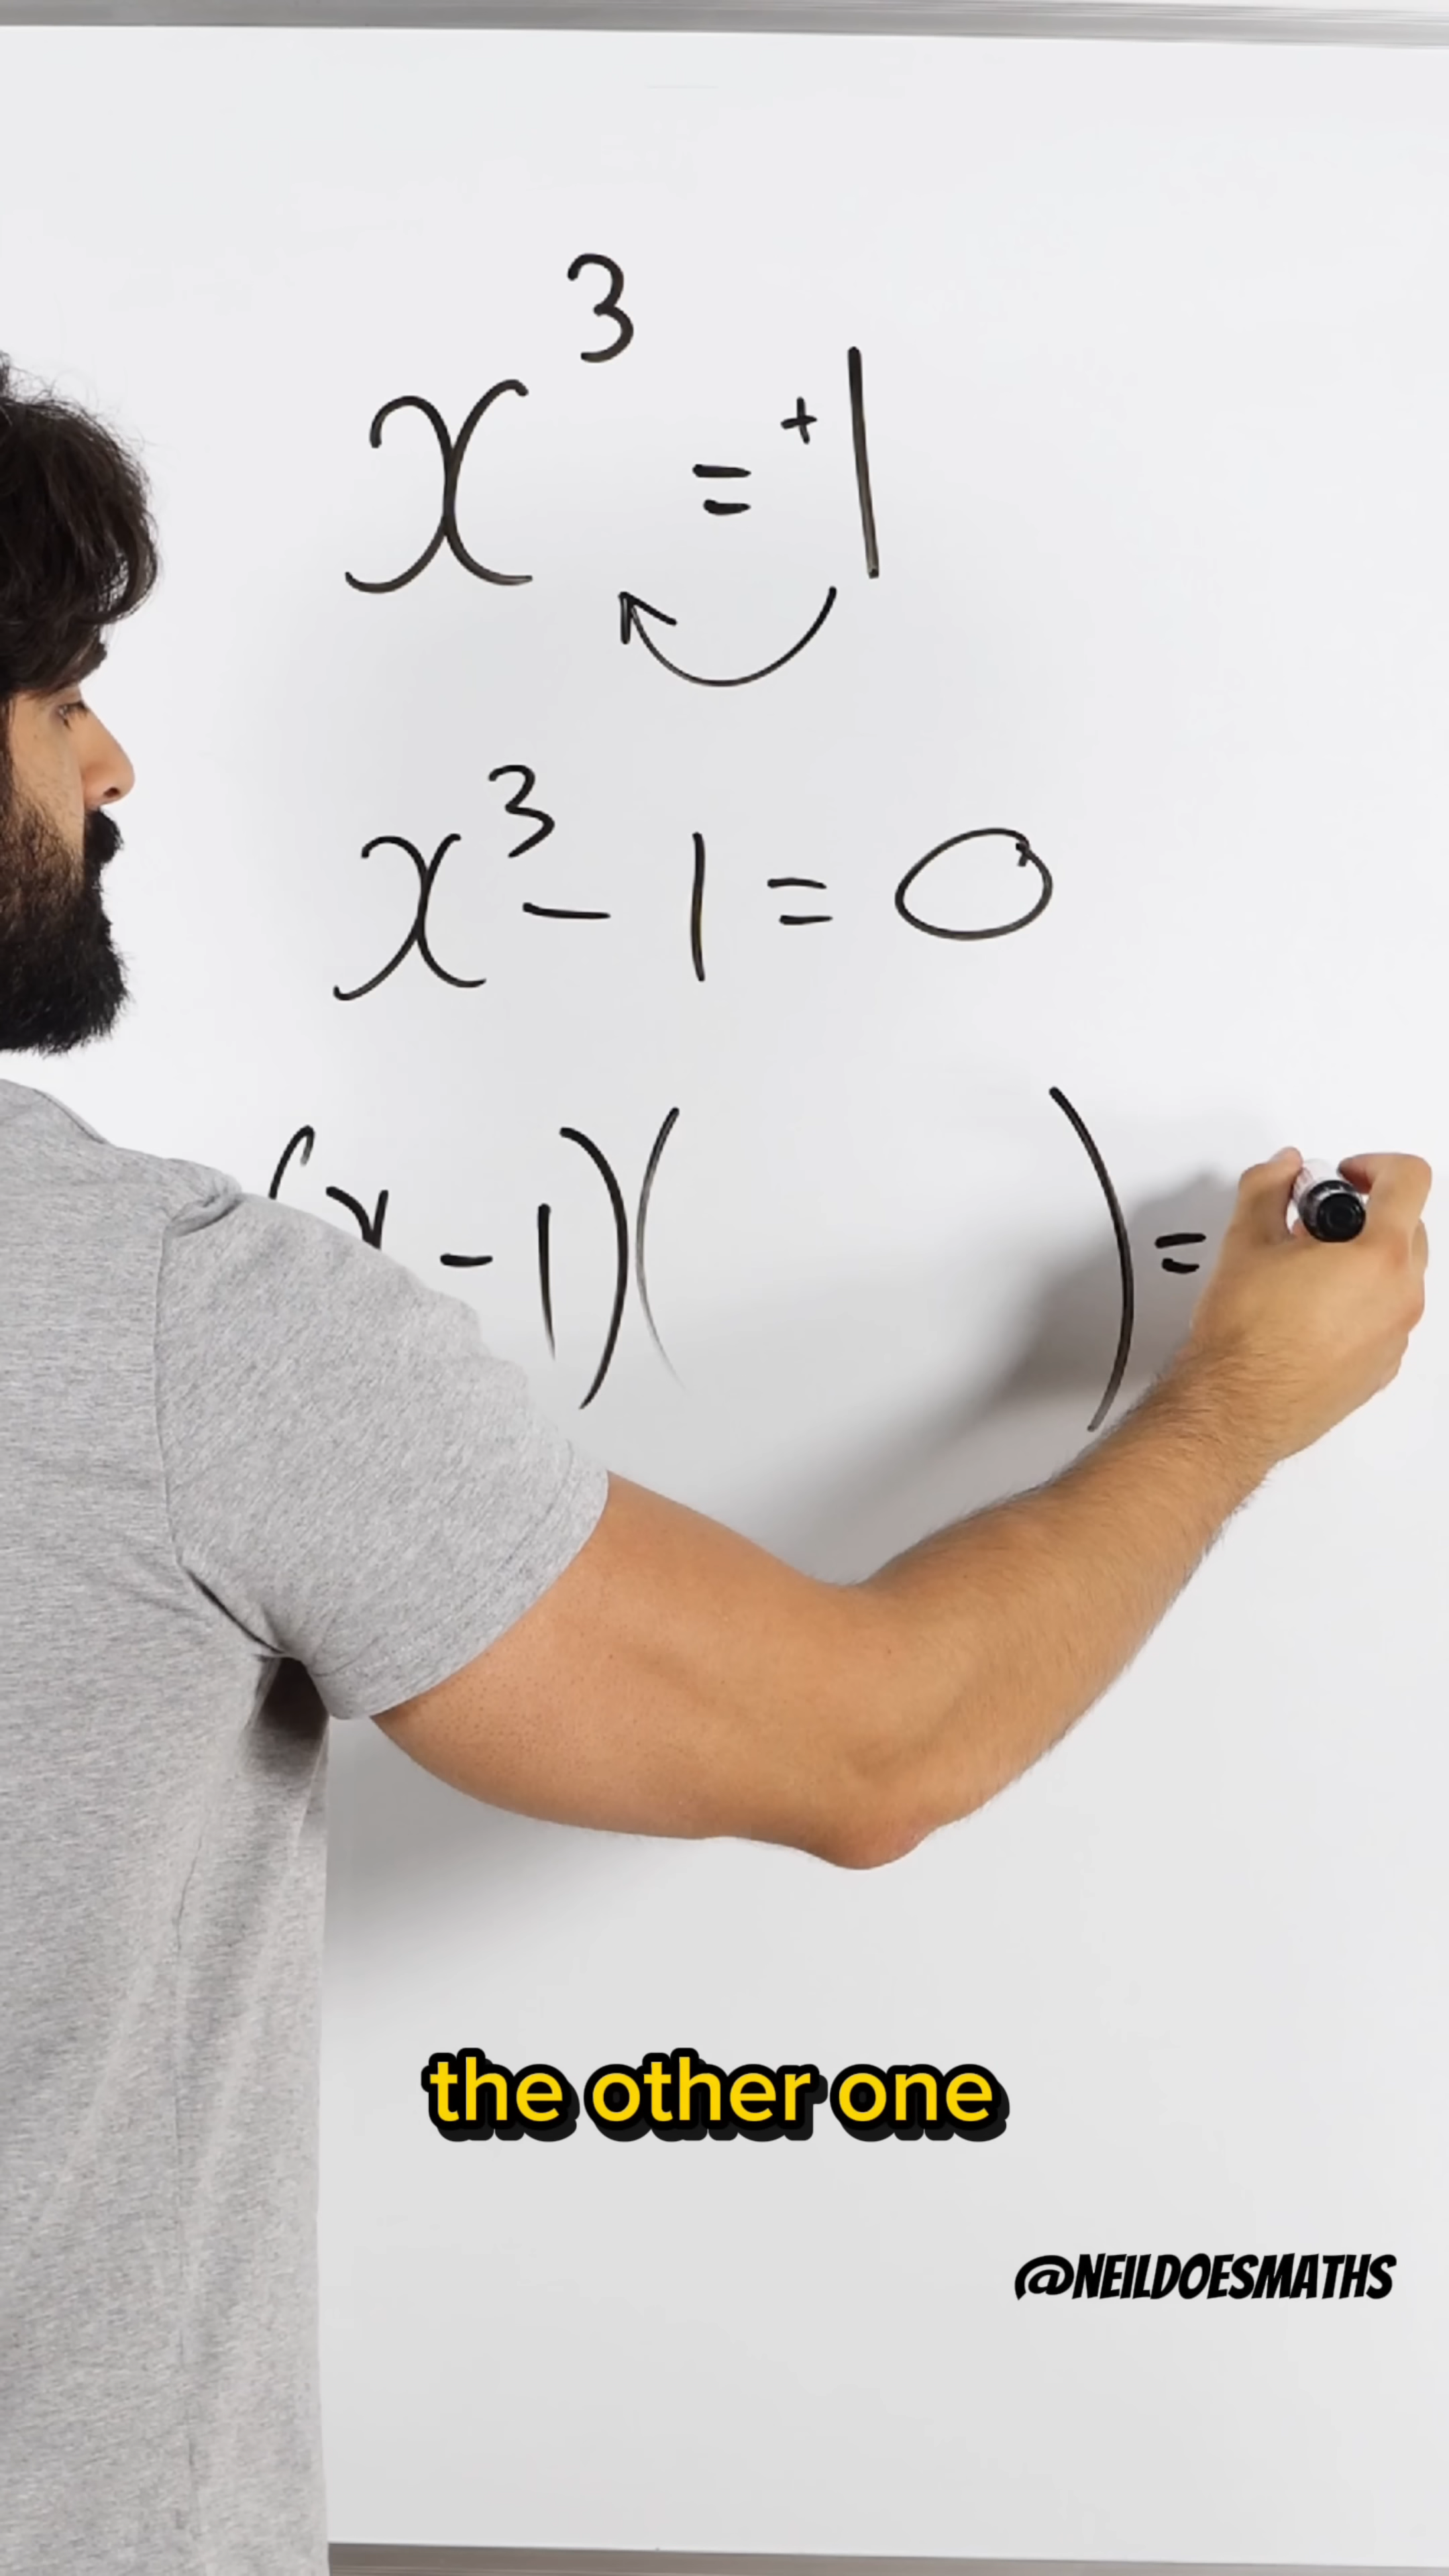 x³ = +1
x³ - 1 = 0
(x - 1)( ) =
the other one
@NEILDOESMATHS